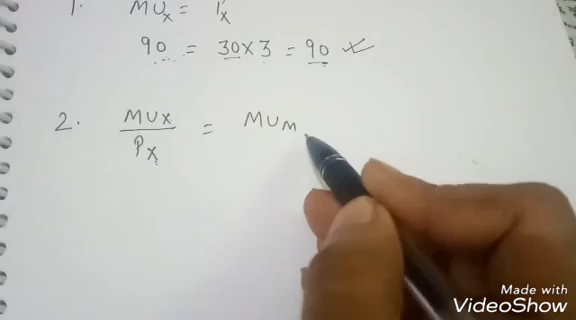 1. MUx = Px
90 = 30 × 3 = 90 ✓
2. MUx / Px = MUM
Made with
VideoShow